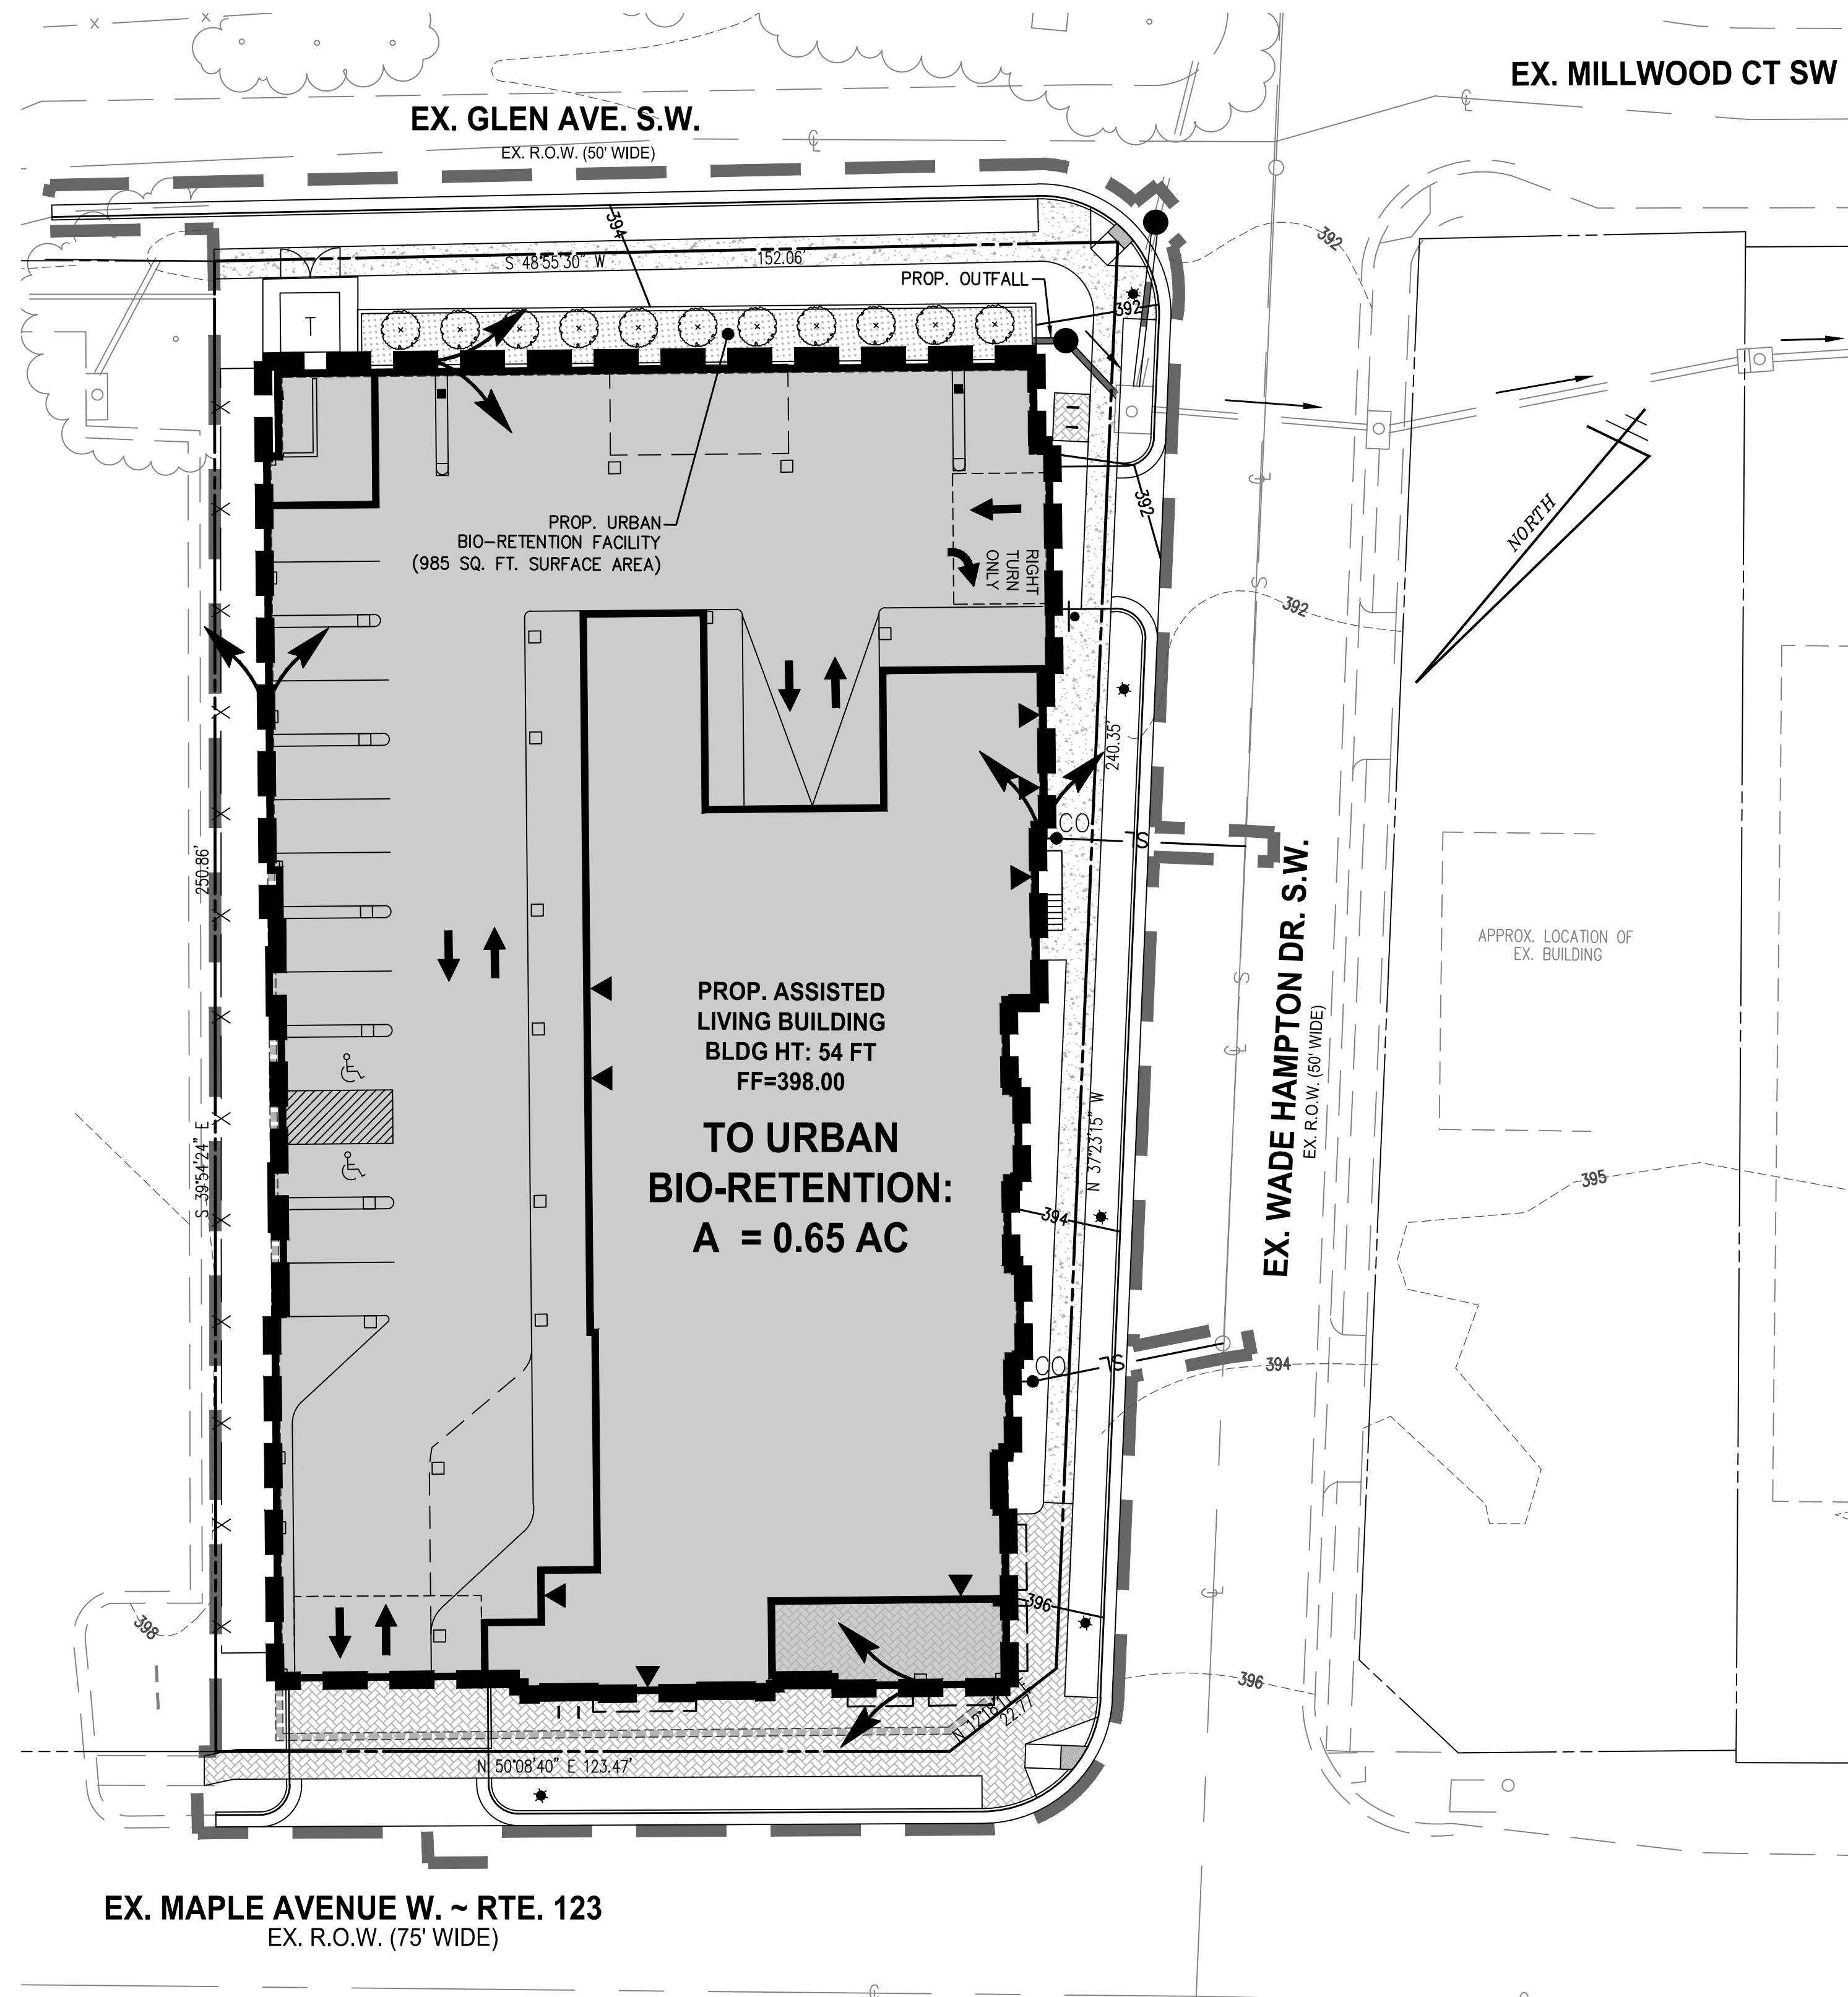 EX. MILLWOOD CT SW
EX. GLEN AVE. S.W.
EX. R.O.W. (50' WIDE)
394
392
S 48°55'30" W
152.06'
PROP. OUTFALL
392
T
392
NORTH
PROP. URBAN
BIO-RETENTION FACILITY
(985 SQ. FT. SURFACE AREA)
RIGHT
TURN
ONLY
392
S
240.35'
CO
SL
250.86'
S
APPROX. LOCATION OF
EX. BUILDING
EX. WADE HAMPTON DR. S.W.
EX. R.O.W. (50' WIDE)
PROP. ASSISTED
LIVING BUILDING
BLDG HT: 54 FT
FF=398.00
TO URBAN
BIO-RETENTION:
A = 0.65 AC
N 37°23'15" W
S 39°54'24" E
395
394
CO
SL
394
396
398
396
N 12°18'
22.77'
N 50°08'40" E 123.47'
EX. MAPLE AVENUE W. ~ RTE. 123
EX. R.O.W. (75' WIDE)